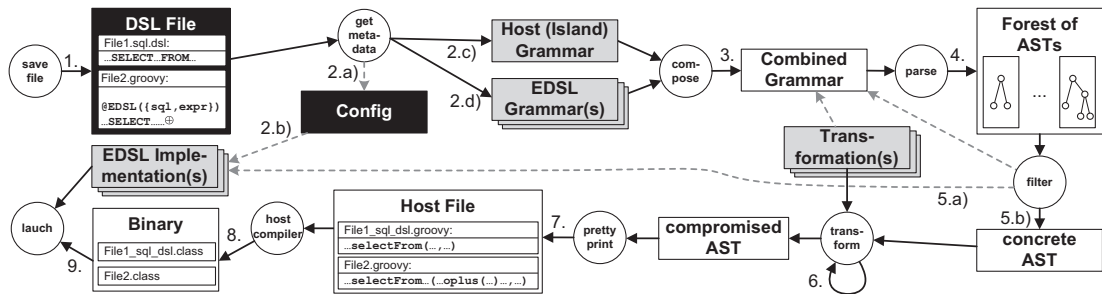 save
file
1.
DSL File
File1.sql.dsl:
…SELECT…FROM…
File2.groovy:
@EDSL({sql,expr})
…SELECT……⊕
get
meta-
data
2.a)
Config
2.b)
2.c)
Host (Island)
Grammar
2.d)
EDSL
Grammar(s)
com-
pose
3.
Combined
Grammar
parse
4.
Forest of
ASTs
...
Trans-
formation(s)
filter
5.a)
5.b)
concrete
AST
trans-
form
6.
compromised
AST
pretty
print
7.
Host File
File1_sql_dsl.groovy:
…selectFrom(…,…)
File2.groovy:
…selectFrom…(…oplus(…)…,…)
host
compiler
8.
Binary
File1_sql_dsl.class
File2.class
9.
lauch
EDSL Imple-
mentation(s)